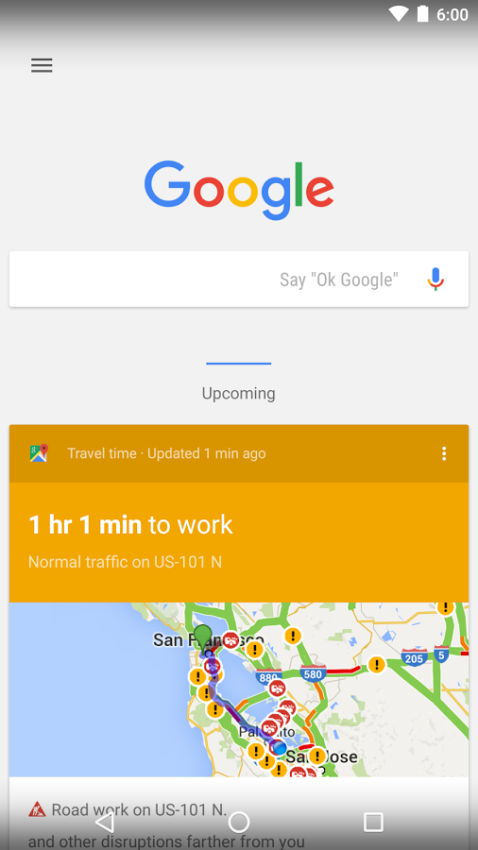 6:00
Google
Say "Ok Google"
Upcoming
Travel time · Updated 1 min ago
1 hr 1 min to work
Normal traffic on US-101 N
San Francisco
205
5
880
580
Palo Alto
San Jose
Road work on US-101 N.
and other disruptions farther from you